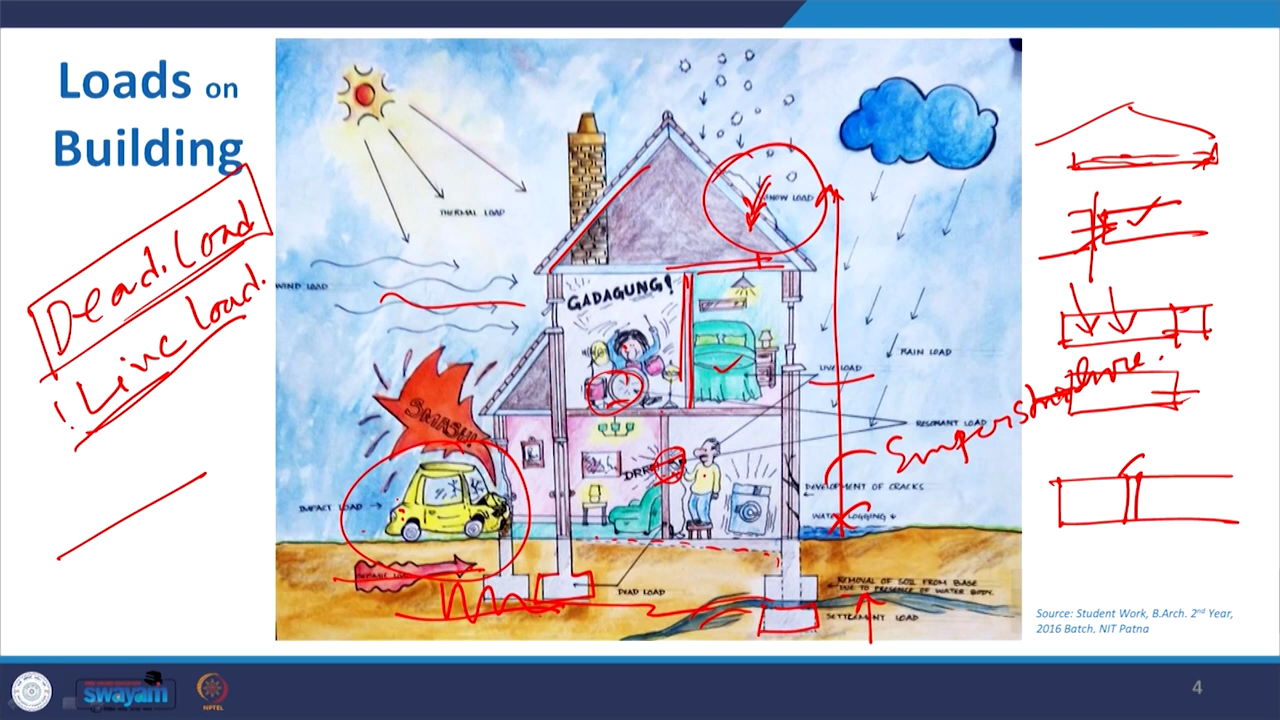 Loads on
Building
Dead. Load
! Live load.
THERMAL LOAD
WIND LOAD
SNOW LOAD
GADAGUNG!
RAIN LOAD
LIVE LOAD
RESONANT LOAD
SMASH!
DRR
DEVELOPMENT OF CRACKS
IMPACT LOAD
WATER LOGGING
DEAD LOAD
REMOVAL OF SOIL FROM BASE
DUE TO PRESENCE OF WATER BODY.
SETTLEMENT LOAD
Source: Student Work, B.Arch. 2nd Year,
2016 Batch. NIT Patna
swayam
NPTEL
4